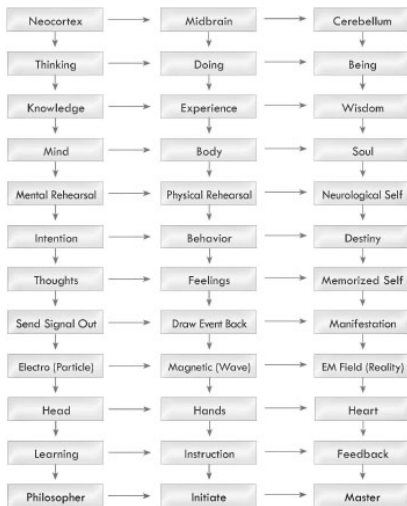 Neocortex Midbrain Cerebellum
Thinking Doing Being
Knowledge Experience Wisdom
Mind Body Soul
Mental Rehearsal Physical Rehearsal Neurological Self
Intention Behavior Destiny
Thoughts Feelings Memorized Self
Send Signal Out Draw Event Back Manifestation
Electro (Particle) Magnetic (Wave) EM Field (Reality)
Head Hands Heart
Learning Instruction Feedback
Philosopher Initiate Master